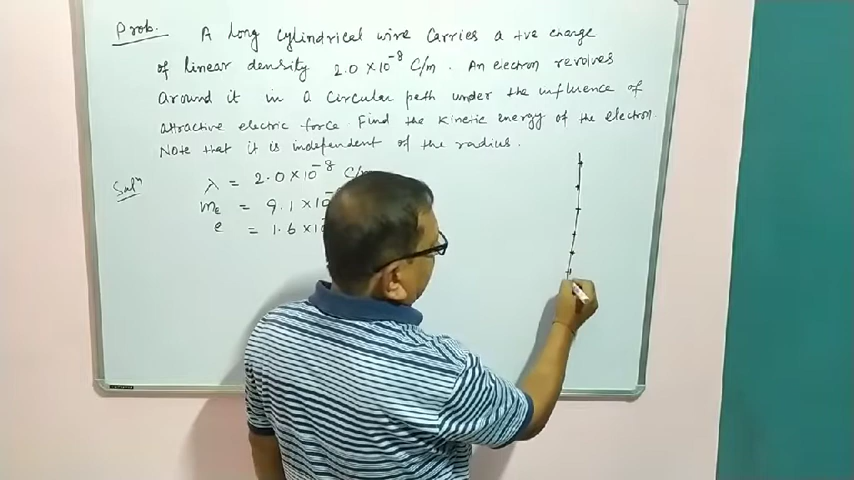 Prob. A long cylindrical wire carries a +ve charge
of linear density 2.0 × 10⁻⁸ C/m. An electron revolves
around it in a circular path under the influence of
attractive electric force. Find the kinetic energy of the electron.
Note that it is independent of the radius.
Solⁿ λ = 2.0 × 10⁻⁸ C/m
me = 9.1 × 10
e = 1.6 × 10